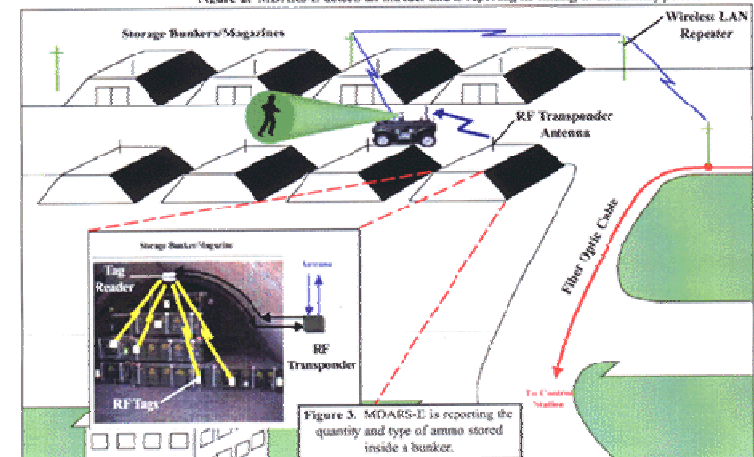 Storage Bunkers/Magazines
Wireless LAN
Repeater
RF Transponder
Antenna
Fiber Optic Cable
Storage Bunker/Magazine
Tag
Reader
Antenna
RF
Transponder
RF Tags
To Control
Station
Figure 3. MDARS-E is reporting the
quantity and type of ammo stored
inside a bunker.